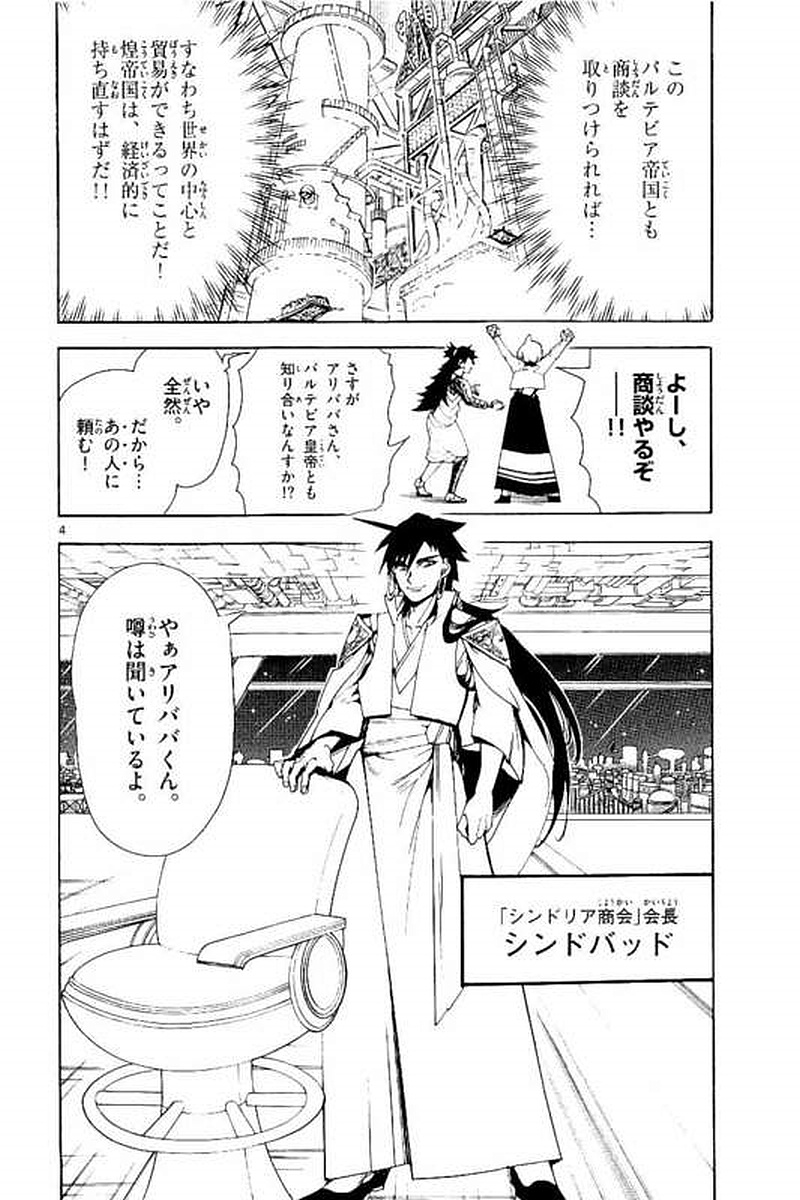 この
パルテビア帝国とも
商談を
取りつけられれば…
すなわち世界の中心と
貿易ができるってことだ!
煌帝国は、経済的に
持ち直すはずだ!!
よーし、
商談やるぞ
――!!
さすが
アリババさん、
パルテビア皇帝とも
知り合いなんすか!?
いや
全然。
だから…
あの人に
頼む!
4
やぁアリババくん。
噂は聞いているよ。
「シンドリア商会」会長
シンドバッド